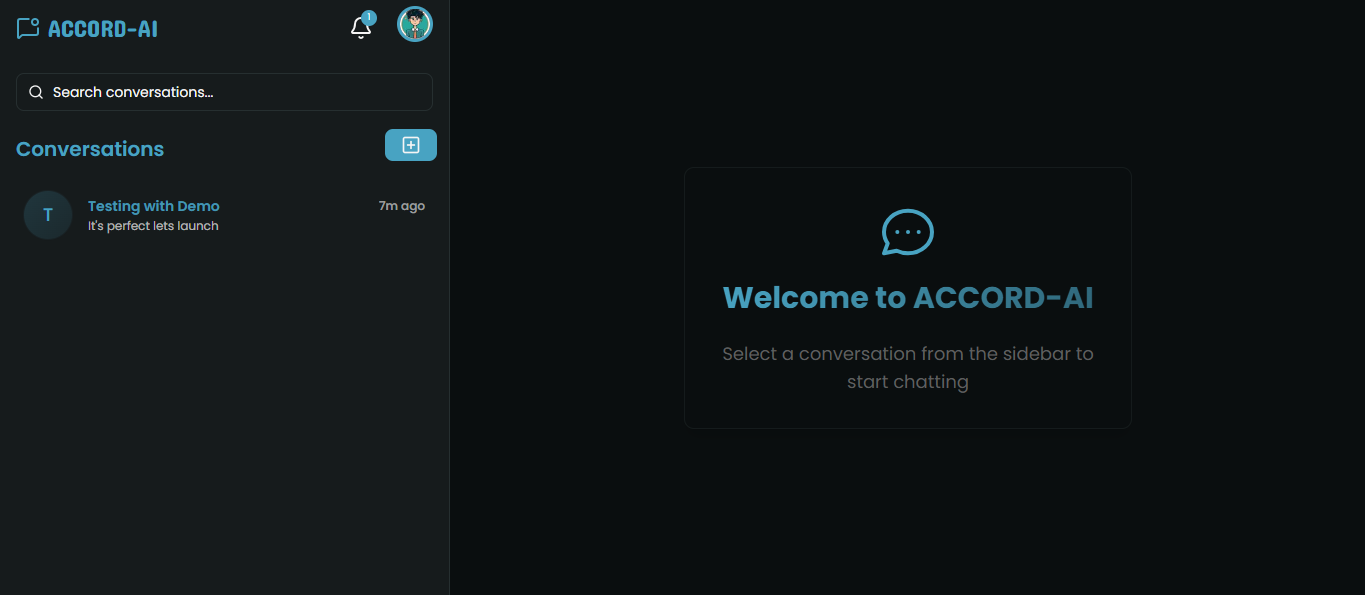 ACCORD-AI
1
Search conversations...
Conversations
T
Testing with Demo
7m ago
It's perfect lets launch
Welcome to ACCORD-AI
Select a conversation from the sidebar to
start chatting